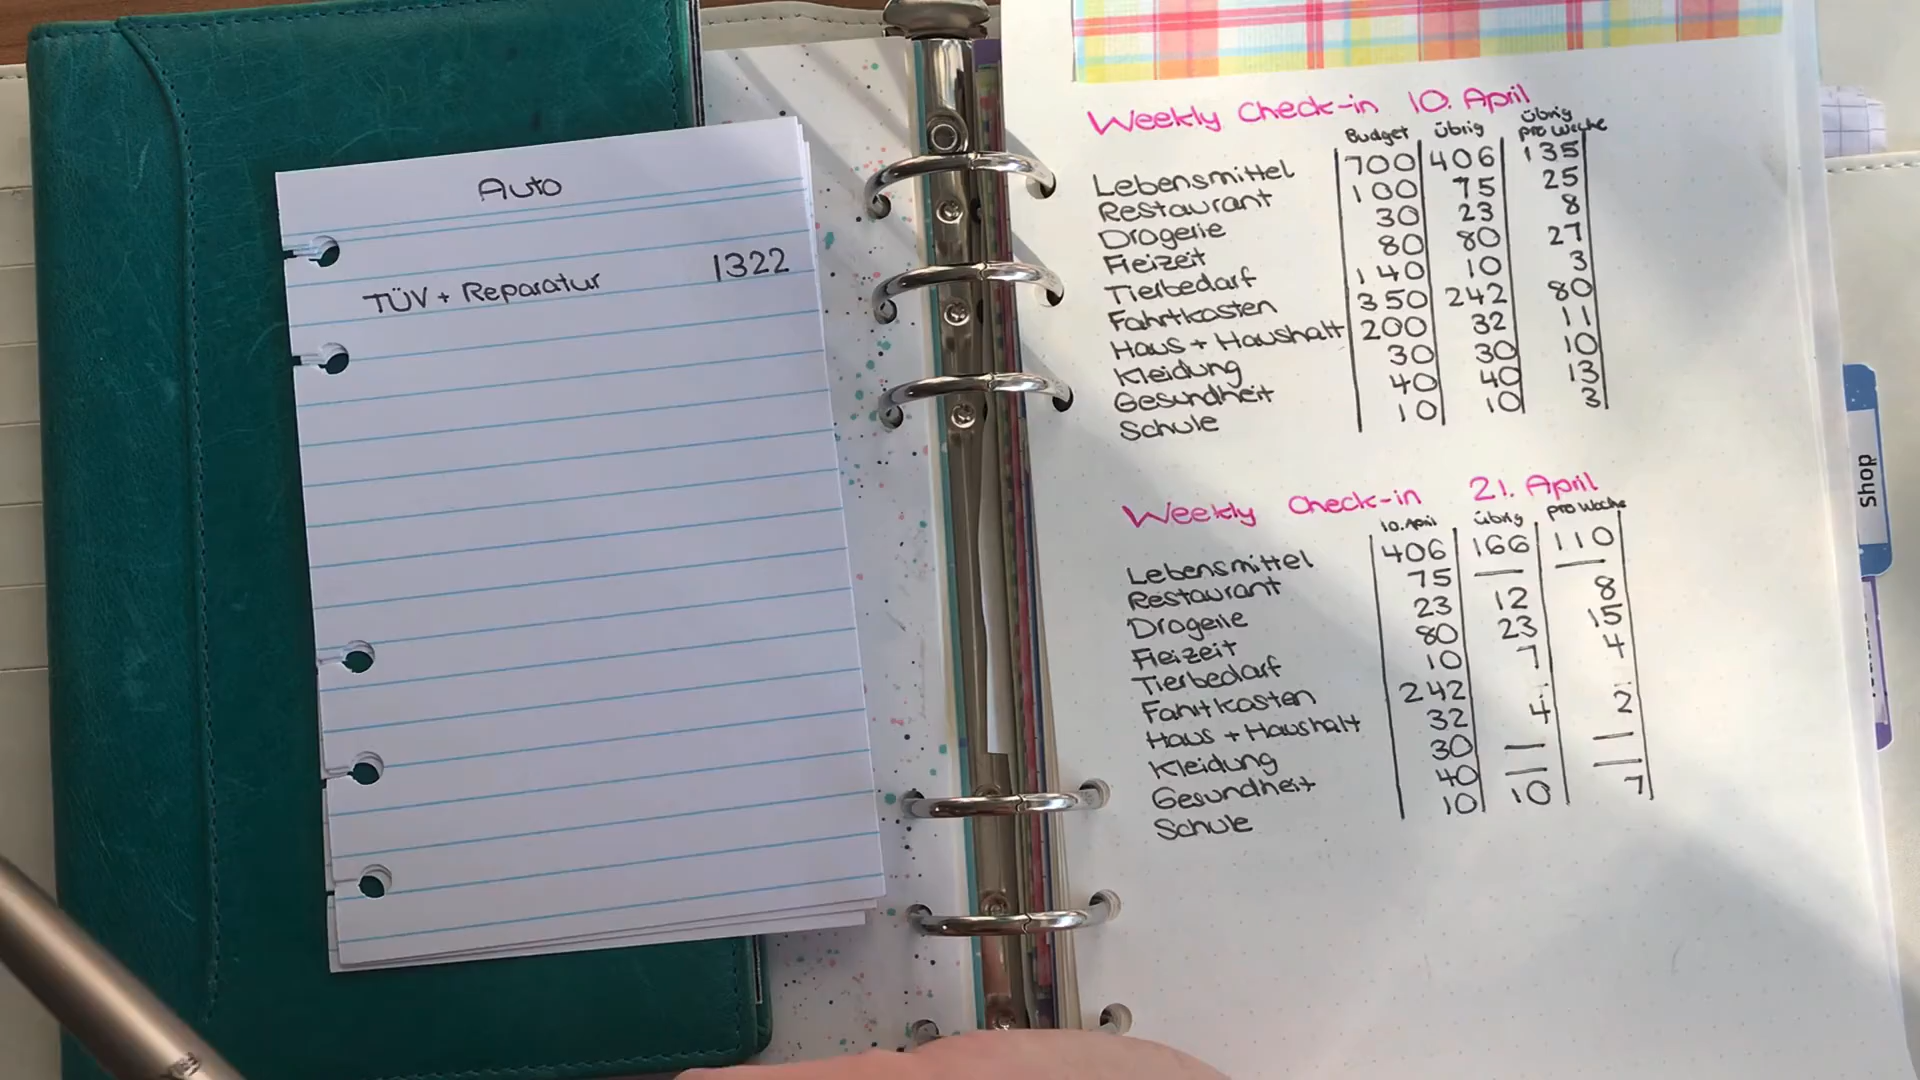 Auto
TÜV + Reparatur 1322
Weekly Check-in 10. April
Budget übrig übrig pro Woche
Lebensmittel 700 406 135
Restaurant 100 75 25
Drogerie 30 23 8
Freizeit 80 80 27
Tierbedarf 140 10 3
Fahrtkosten 350 242 80
Haus + Haushalt 200 32 11
Kleidung 30 30 10
Gesundheit 40 40 13
Schule 10 10 3
Weekly Check-in 21. April
10. April übrig pro Woche
Lebensmittel 406 166 110
Restaurant 75 — —
Drogerie 23 12 8
Freizeit 80 23 15
Tierbedarf 10 7 4
Fahrtkosten 242
Haus + Haushalt 32 4 2
Kleidung 30 — —
Gesundheit 40 — —
Schule 10 10 7
Shop